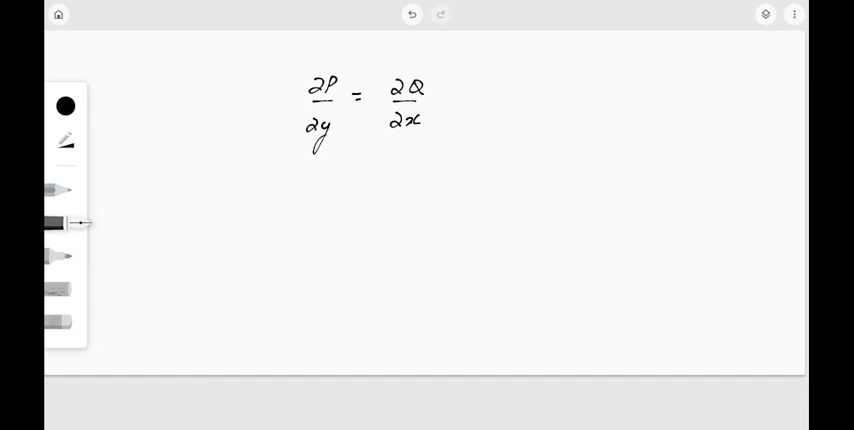 ∂P/∂y = ∂Q/∂x